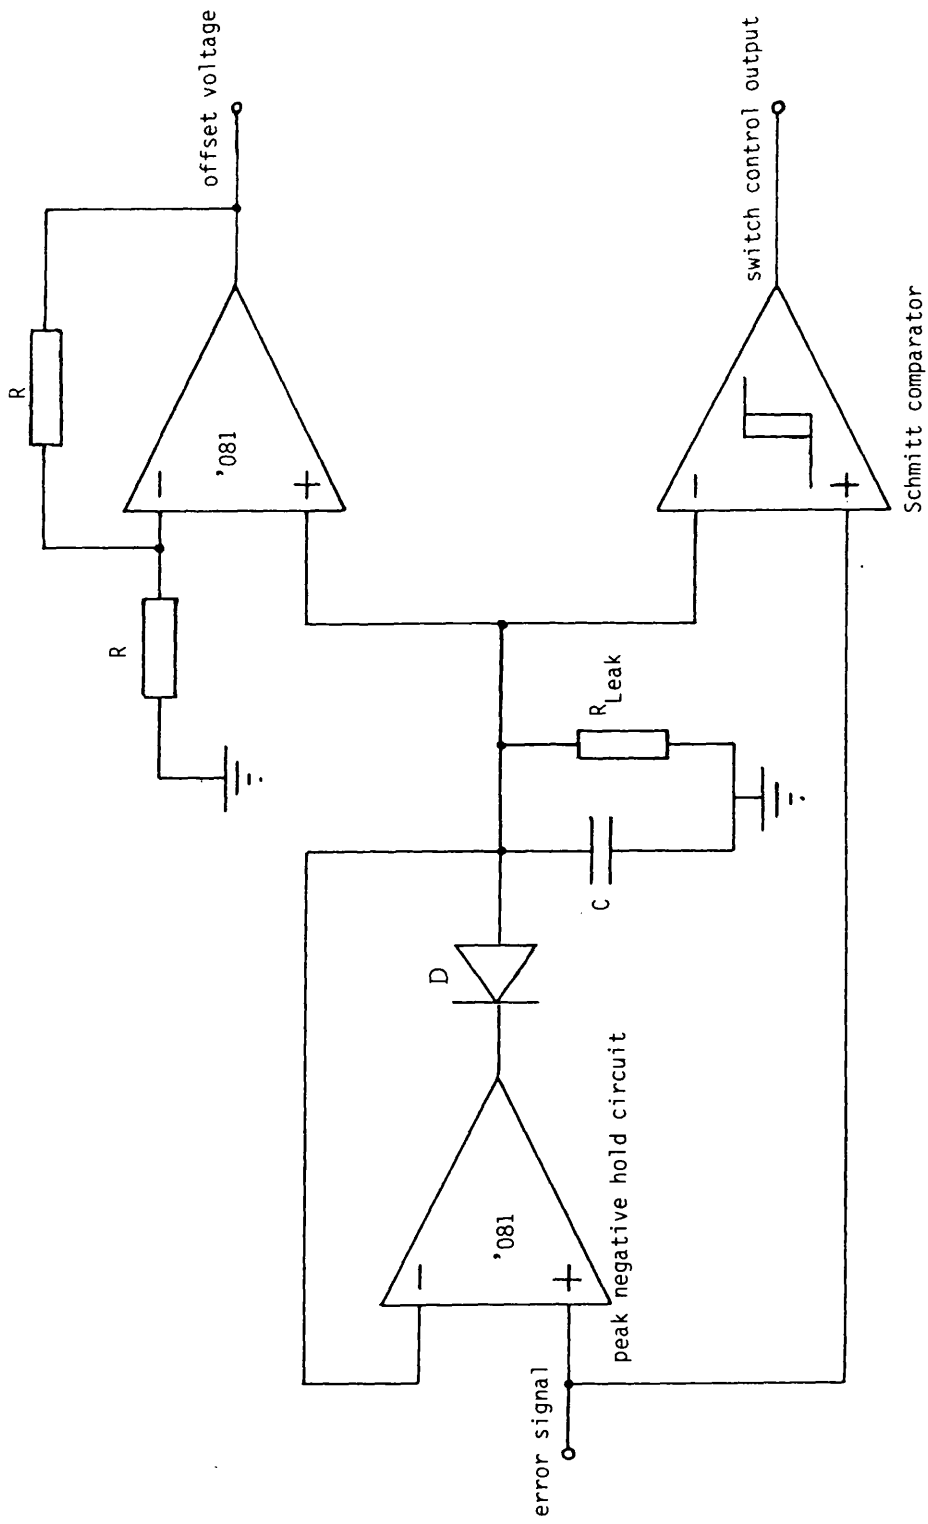 R
R
'081
−
+
offset voltage
D
C
R Leak
'081
−
+
error signal
peak negative hold circuit
−
+
switch control output
Schmitt comparator